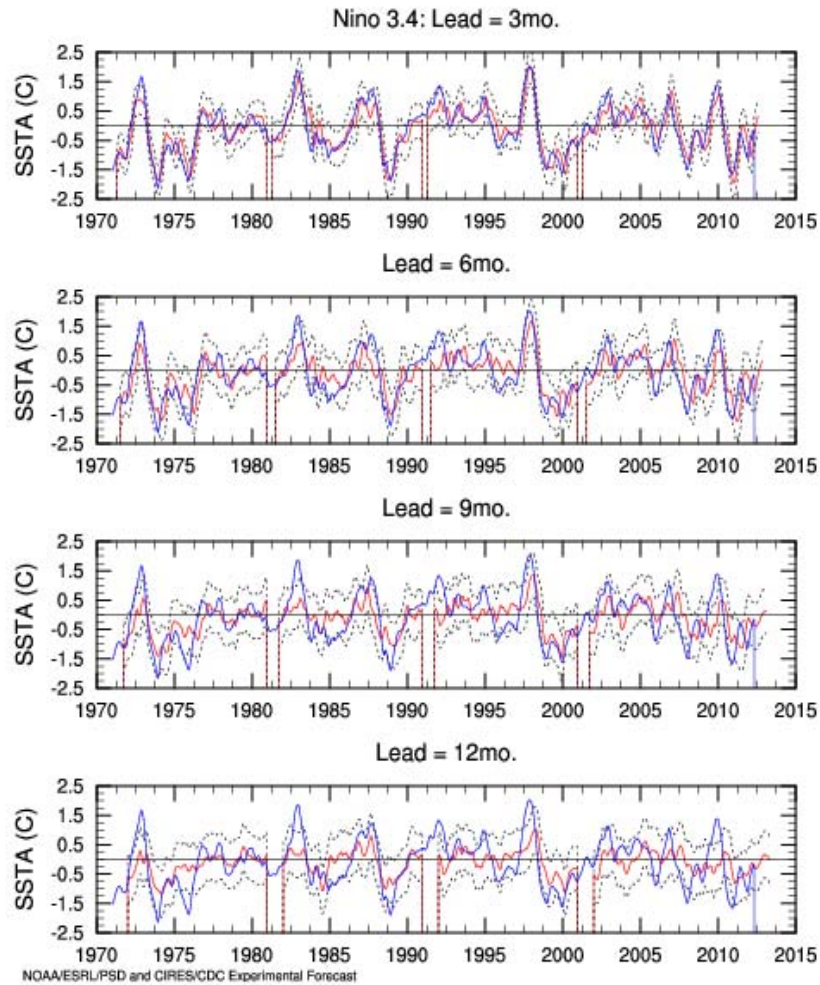 Nino 3.4: Lead = 3mo.
SSTA (C)
2.5
1.5
0.5
-0.5
-1.5
-2.5
1970 1975 1980 1985 1990 1995 2000 2005 2010 2015
Lead = 6mo.
SSTA (C)
2.5
1.5
0.5
-0.5
-1.5
-2.5
1970 1975 1980 1985 1990 1995 2000 2005 2010 2015
Lead = 9mo.
SSTA (C)
2.5
1.5
0.5
-0.5
-1.5
-2.5
1970 1975 1980 1985 1990 1995 2000 2005 2010 2015
Lead = 12mo.
SSTA (C)
2.5
1.5
0.5
-0.5
-1.5
-2.5
1970 1975 1980 1985 1990 1995 2000 2005 2010 2015
NOAA/ESRL/PSD and CIRES/CDC Experimental Forecast